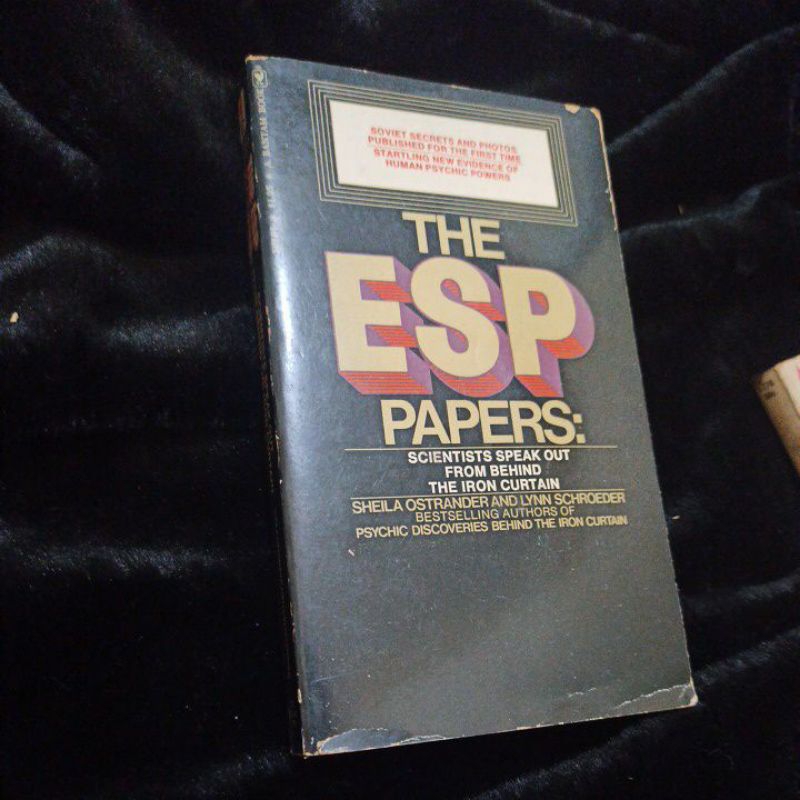 SOVIET SECRETS AND PHOTOS
PUBLISHED FOR THE FIRST TIME
STARTLING NEW EVIDENCE OF
HUMAN PSYCHIC POWERS
THE
ESP
PAPERS:
SCIENTISTS SPEAK OUT
FROM BEHIND
THE IRON CURTAIN
SHEILA OSTRANDER AND LYNN SCHROEDER
BESTSELLING AUTHORS OF
PSYCHIC DISCOVERIES BEHIND THE IRON CURTAIN